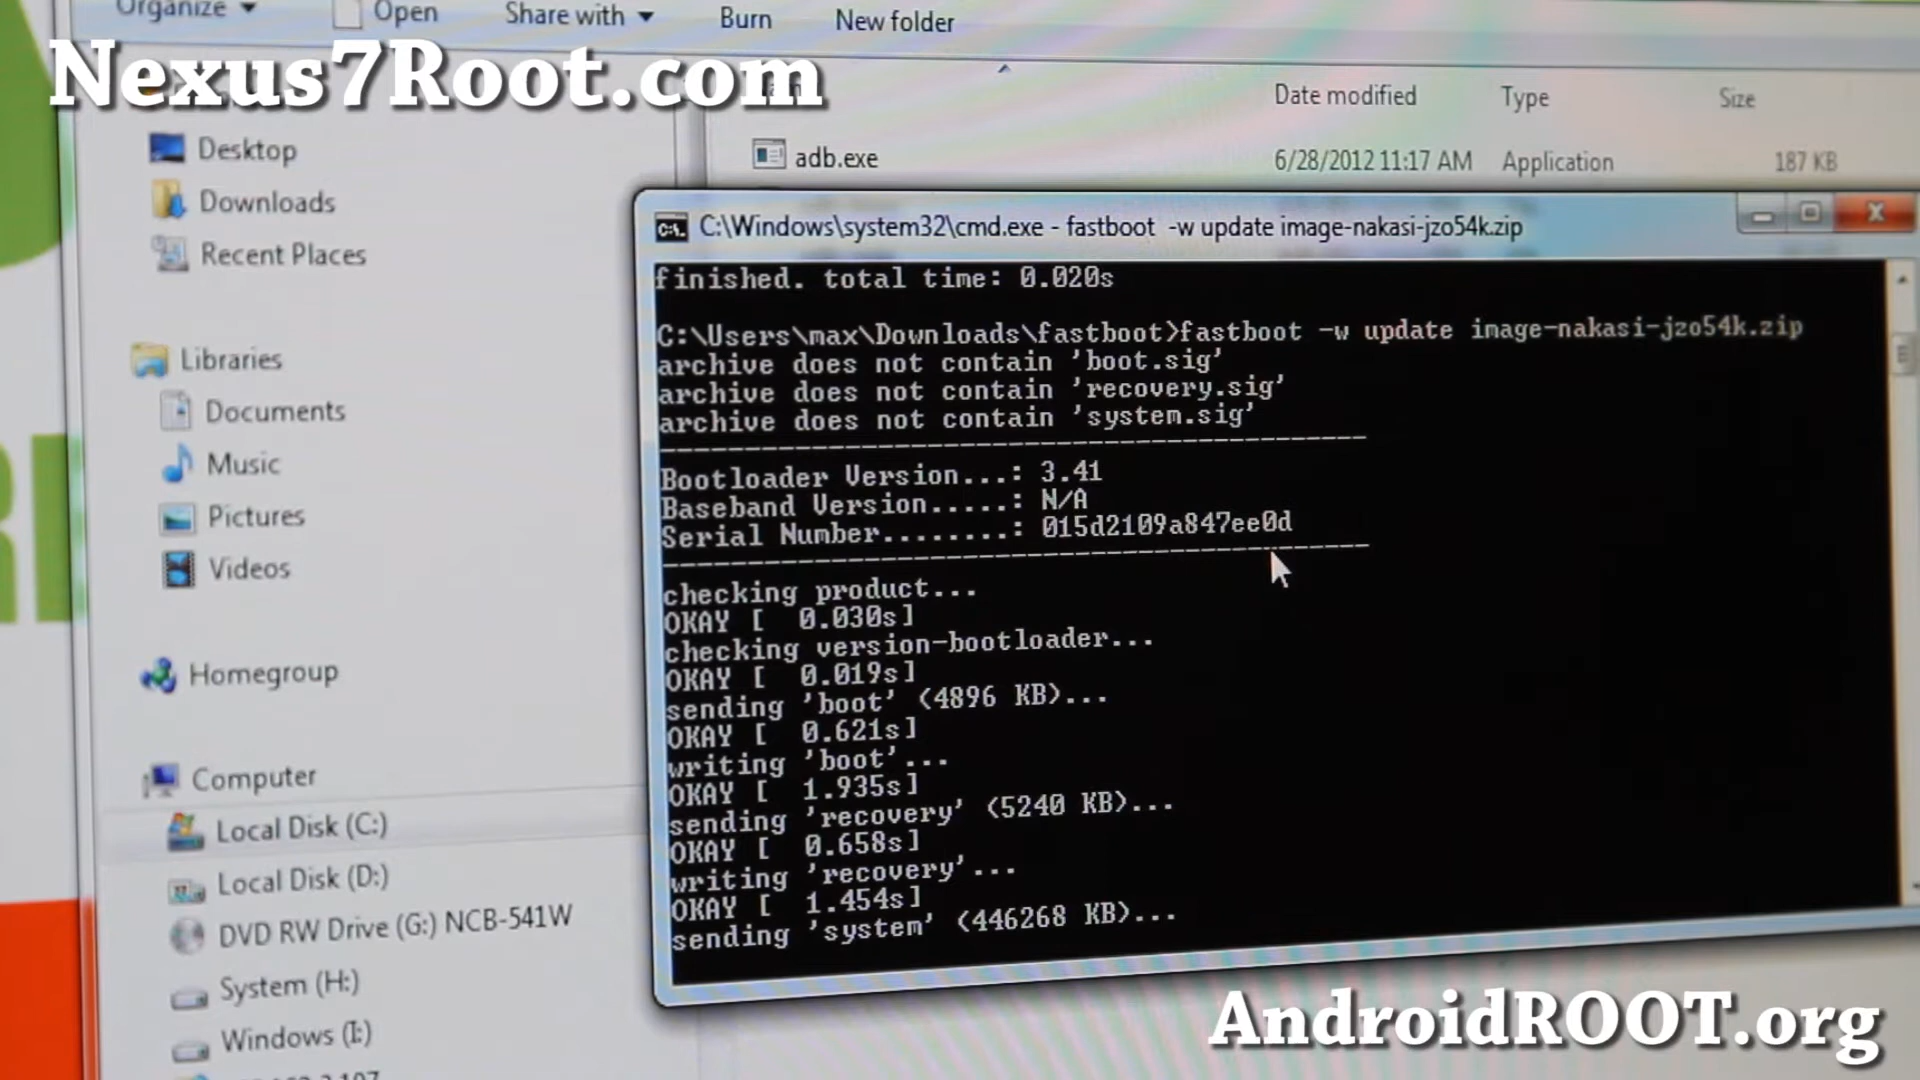 Organize Open Share with Burn New folder
Nexus7Root.com
Date modified Type Size
Desktop
adb.exe 6/28/2012 11:17 AM Application 187 KB
Downloads
Recent Places
Libraries
Documents
Music
Pictures
Videos
Homegroup
Computer
Local Disk (C:)
Local Disk (D:)
DVD RW Drive (G:) NCB-541W
System (H:)
Windows (I:)
C:\Windows\system32\cmd.exe - fastboot -w update image-nakasi-jzo54k.zip
finished. total time: 0.020s
C:\Users\max\Downloads\fastboot>fastboot -w update image-nakasi-jzo54k.zip
archive does not contain 'boot.sig'
archive does not contain 'recovery.sig'
archive does not contain 'system.sig'
--------------------------------------------
Bootloader Version...: 3.41
Baseband Version.....: N/A
Serial Number........: 015d2109a847ee0d
--------------------------------------------
checking product...
OKAY [  0.030s]
checking version-bootloader...
OKAY [  0.019s]
sending 'boot' (4896 KB)...
OKAY [  0.621s]
writing 'boot'...
OKAY [  1.935s]
sending 'recovery' (5240 KB)...
OKAY [  0.658s]
writing 'recovery'...
OKAY [  1.454s]
sending 'system' (446268 KB)...
AndroidROOT.org